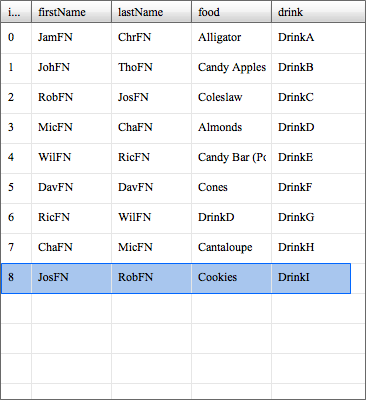 i... firstName lastName food drink
0 JamFN ChrFN Alligator DrinkA
1 JohFN ThoFN Candy Apples DrinkB
2 RobFN JosFN Coleslaw DrinkC
3 MicFN ChaFN Almonds DrinkD
4 WilFN RicFN Candy Bar (Po DrinkE
5 DavFN DavFN Cones DrinkF
6 RicFN WilFN DrinkD DrinkG
7 ChaFN MicFN Cantaloupe DrinkH
8 JosFN RobFN Cookies DrinkI